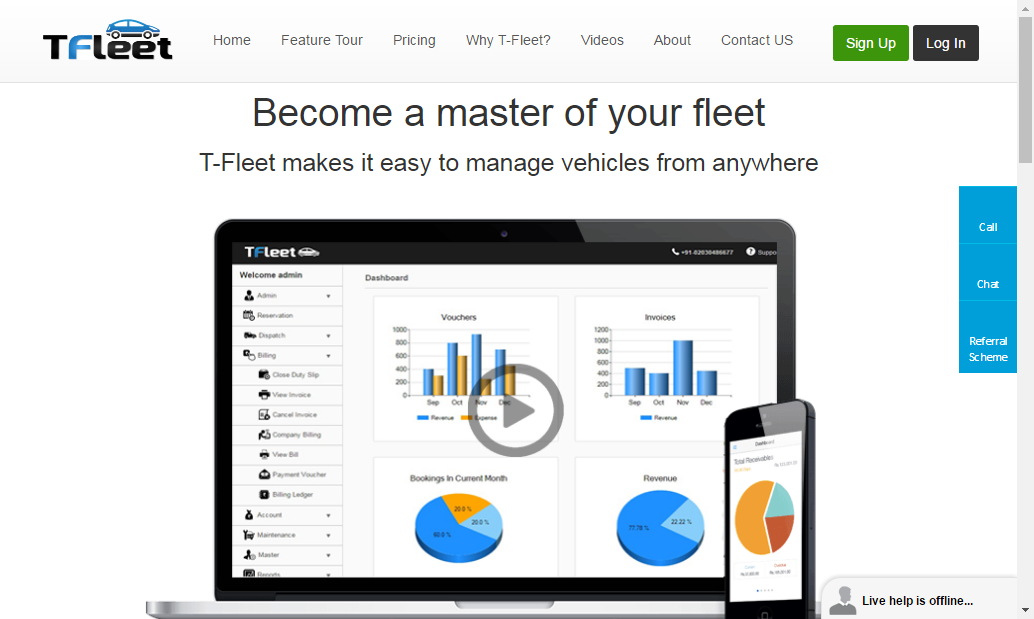 TFleet
Home Feature Tour Pricing Why T-Fleet? Videos About Contact US
Sign Up Log In
Become a master of your fleet
T-Fleet makes it easy to manage vehicles from anywhere
Call
Chat
Referral
Scheme
TFleet
+91-02030486677 Suppo
Welcome admin
Admin
Reservation
Dispatch
Billing
Close Duty Slip
View Invoice
Cancel Invoice
Company Billing
View Bill
Payment Voucher
Billing Ledger
Account
Maintenance
Master
Reports
Dashboard
Vouchers
1000
800
600
400
200
0
Sep Oct Nov Dec
Revenue Expense
Invoices
1200
1000
800
600
400
200
0
Sep Oct Nov Dec
Revenue
Bookings In Current Month
20.0 %
20.0 %
60.0 %
Revenue
77.78 %
22.22 %
Dashboard
Total Receivables
Live help is offline...